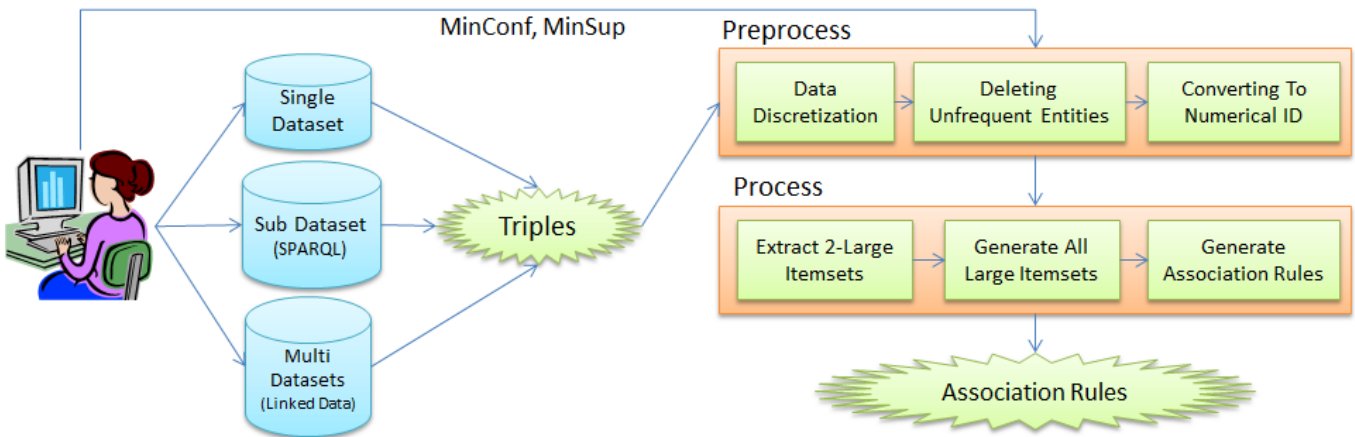 MinConf, MinSup
Single
Dataset
Sub Dataset
(SPARQL)
Multi
Datasets
(Linked Data)
Triples
Preprocess
Data
Discretization
Deleting
Unfrequent Entities
Converting To
Numerical ID
Process
Extract 2-Large
Itemsets
Generate All
Large Itemsets
Generate
Association Rules
Association Rules